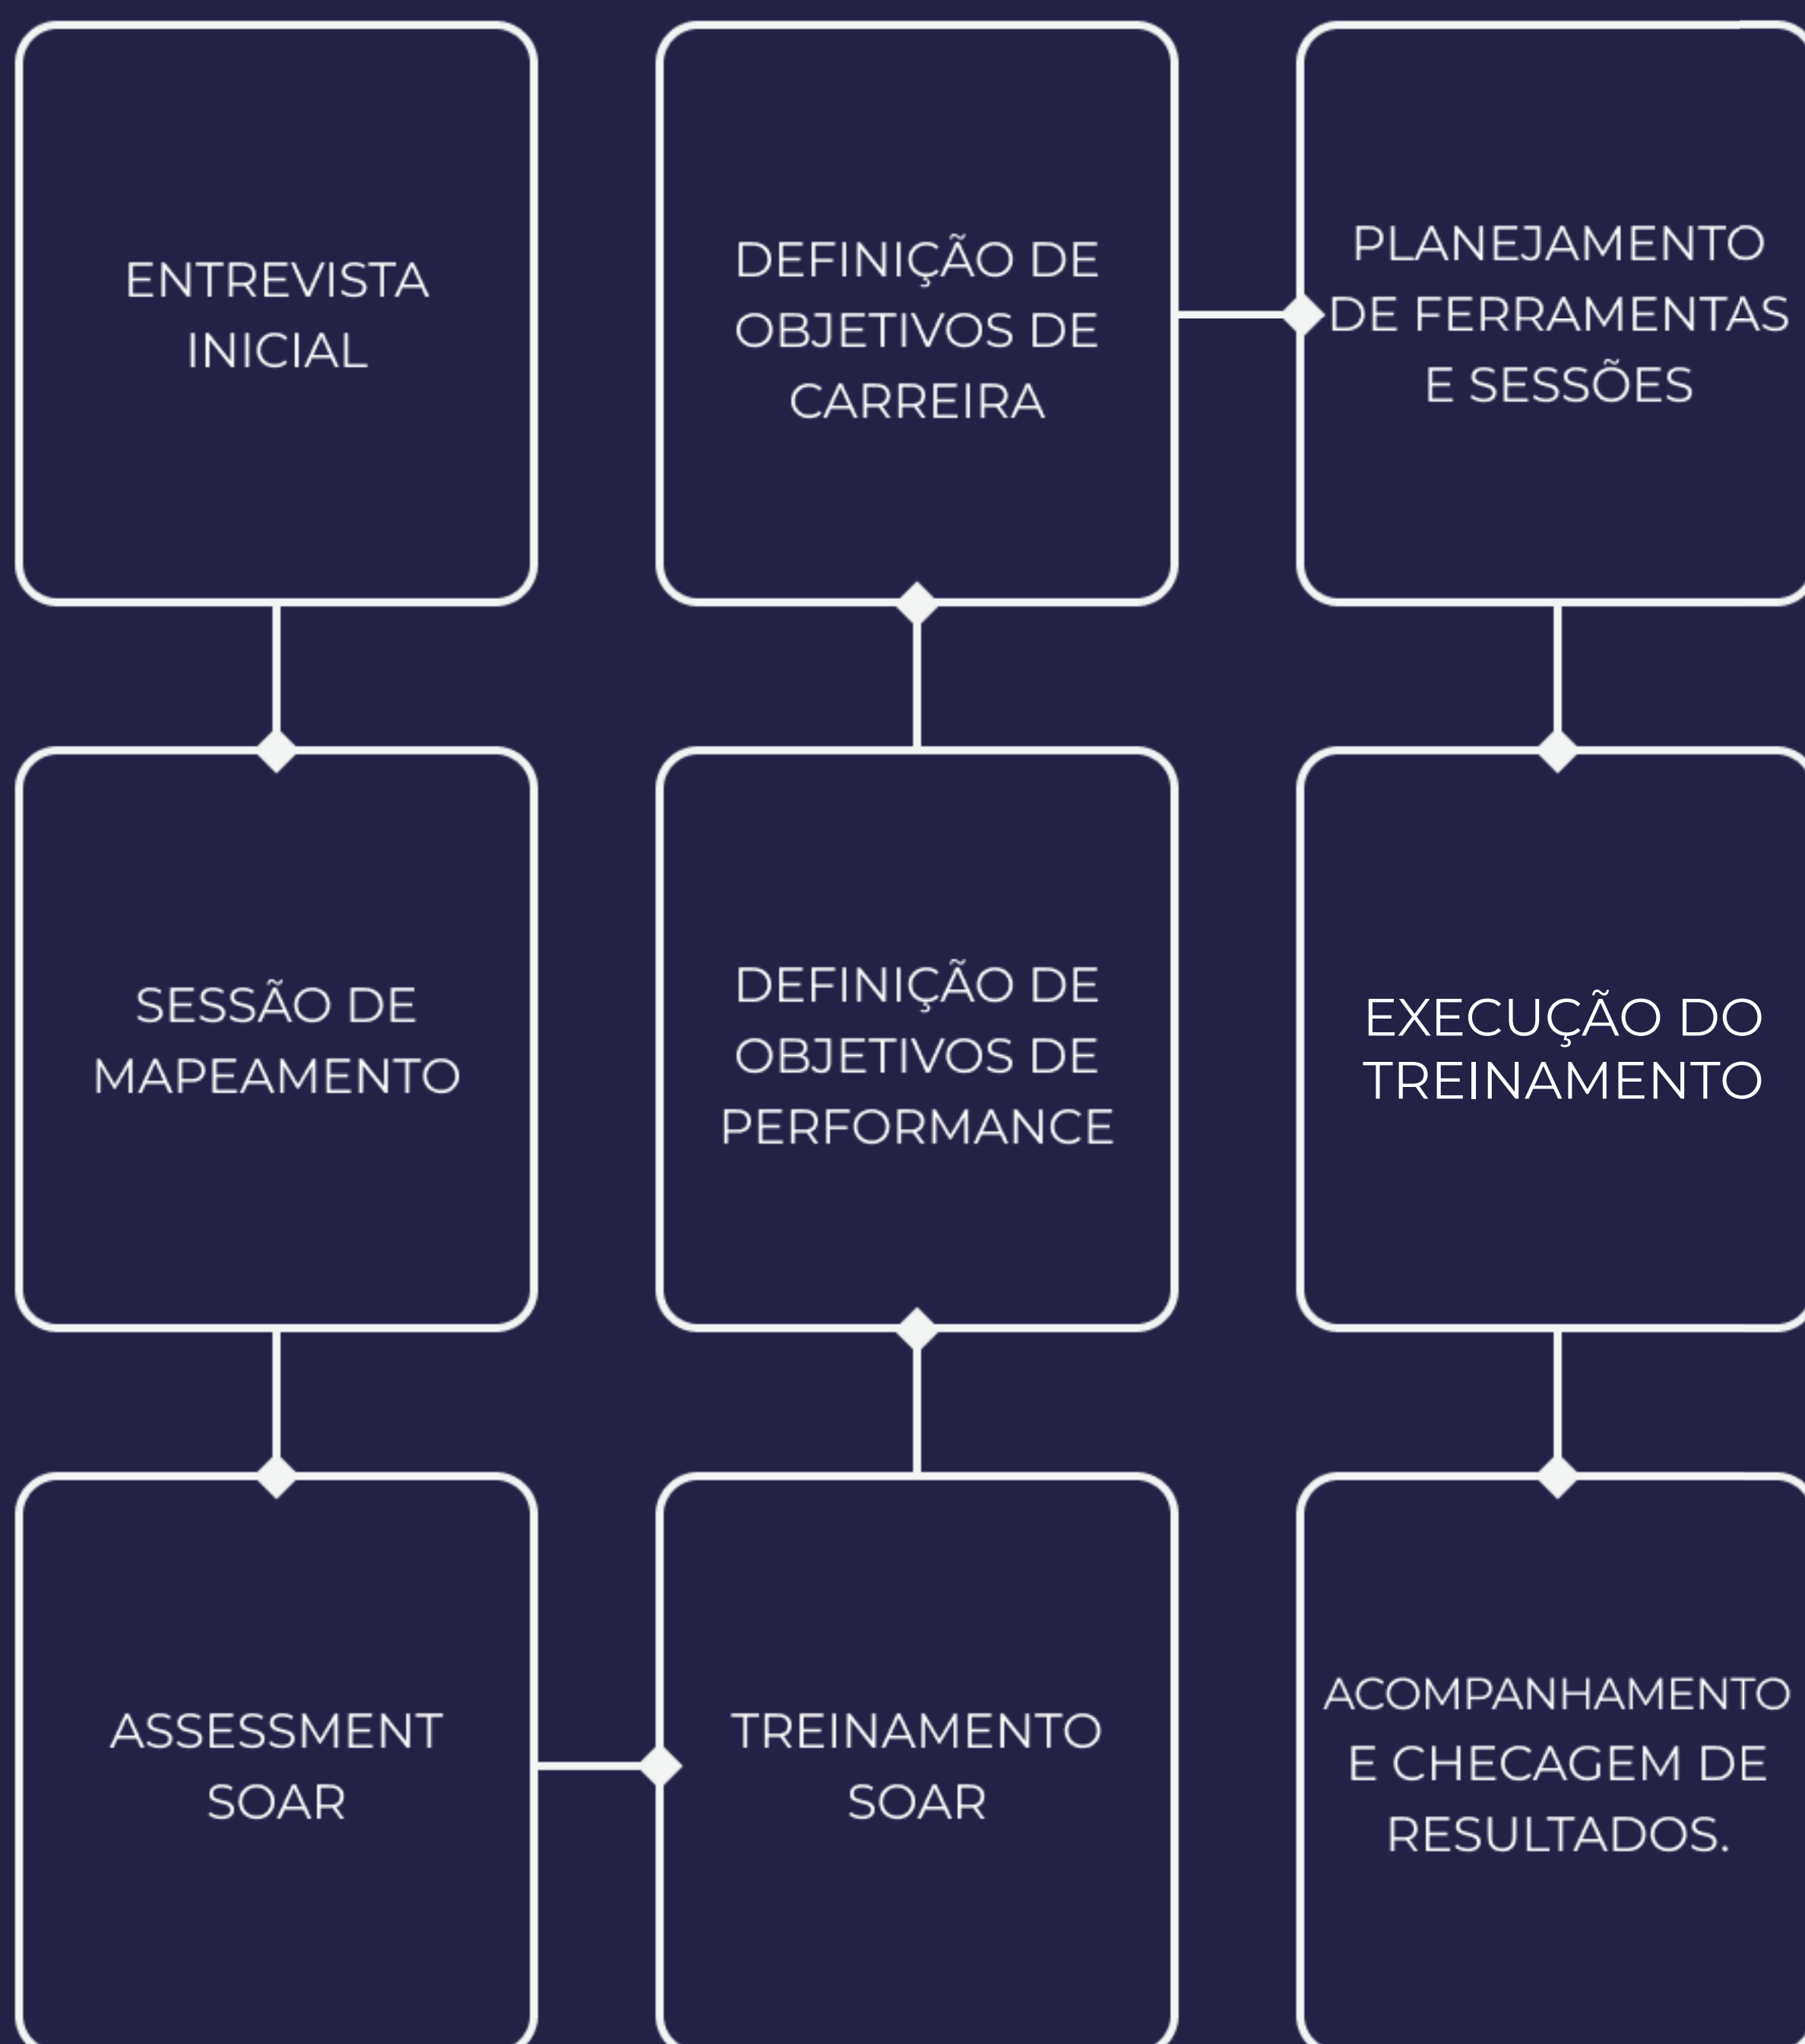 ENTREVISTA
INICIAL
SESSÃO DE
MAPEAMENTO
ASSESSMENT
SOAR
TREINAMENTO
SOAR
DEFINIÇÃO DE
OBJETIVOS DE
PERFORMANCE
DEFINIÇÃO DE
OBJETIVOS DE
CARREIRA
PLANEJAMENTO
DE FERRAMENTAS
E SESSÕES
EXECUÇÃO DO
TREINAMENTO
ACOMPANHAMENTO
E CHECAGEM DE
RESULTADOS.